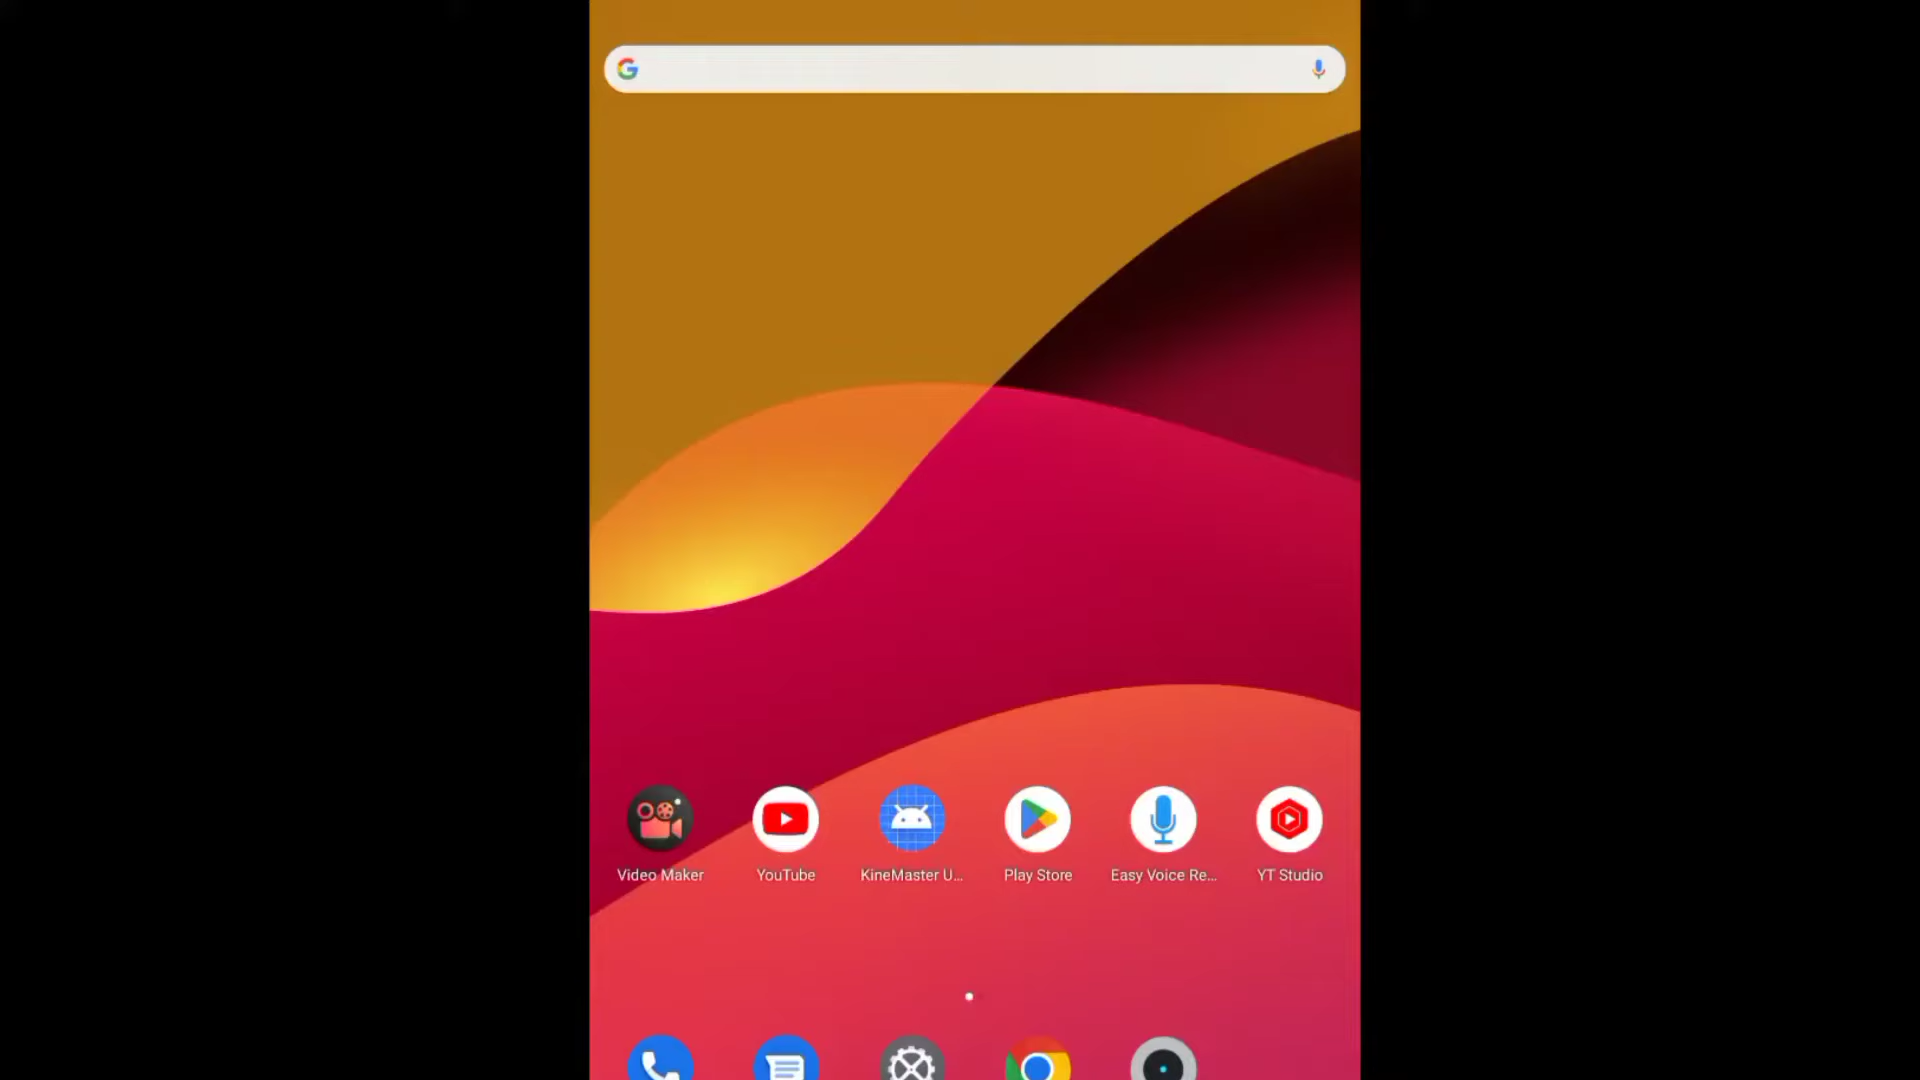 Video Maker
YouTube
KineMaster U...
Play Store
Easy Voice Re...
YT Studio